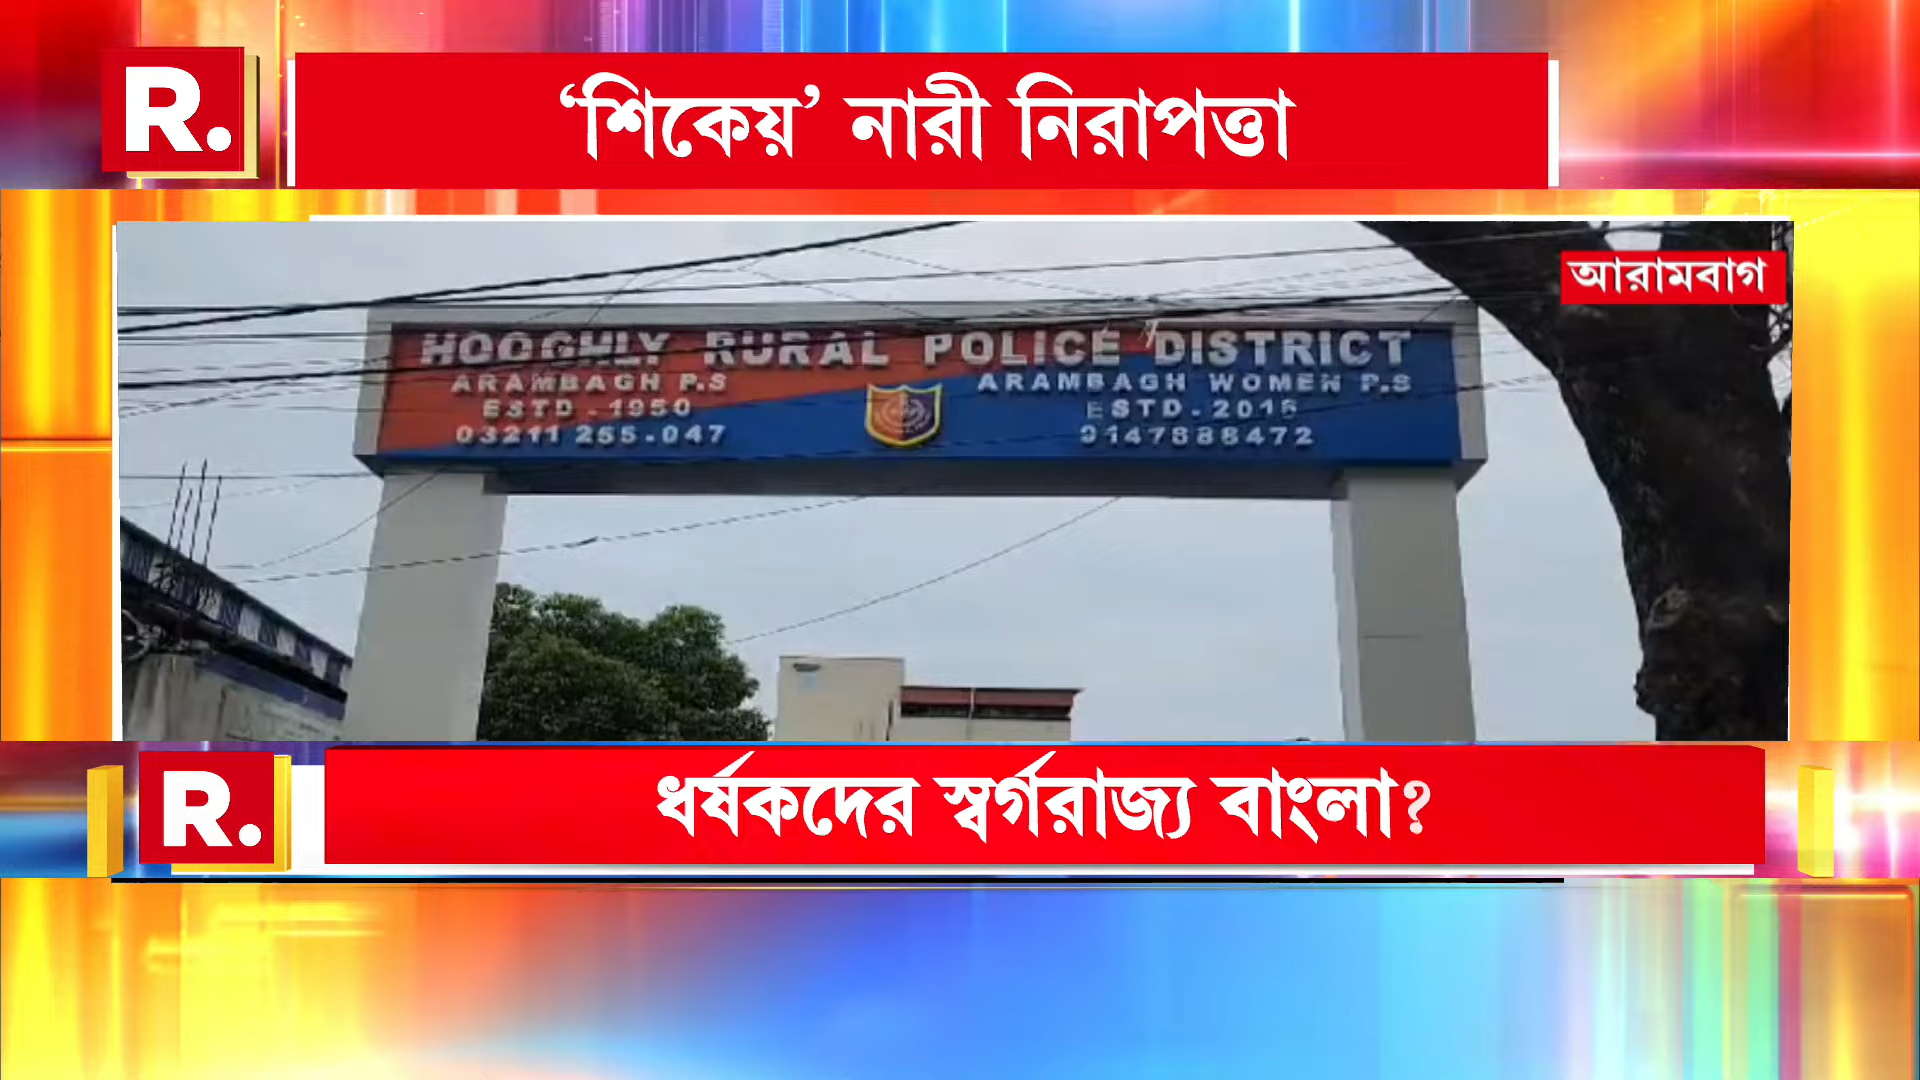 R.
‘শিকেয়’ নারী নিরাপত্তা
আরামবাগ
HOOGHLY RURAL POLICE DISTRICT
ARAMBAGH P.S
ESTD - 1950
03211 255-047
ARAMBAGH WOMEN P.S
ESTD - 2015
9147888472
R.
ধর্ষকদের স্বর্গরাজ্য বাংলা?